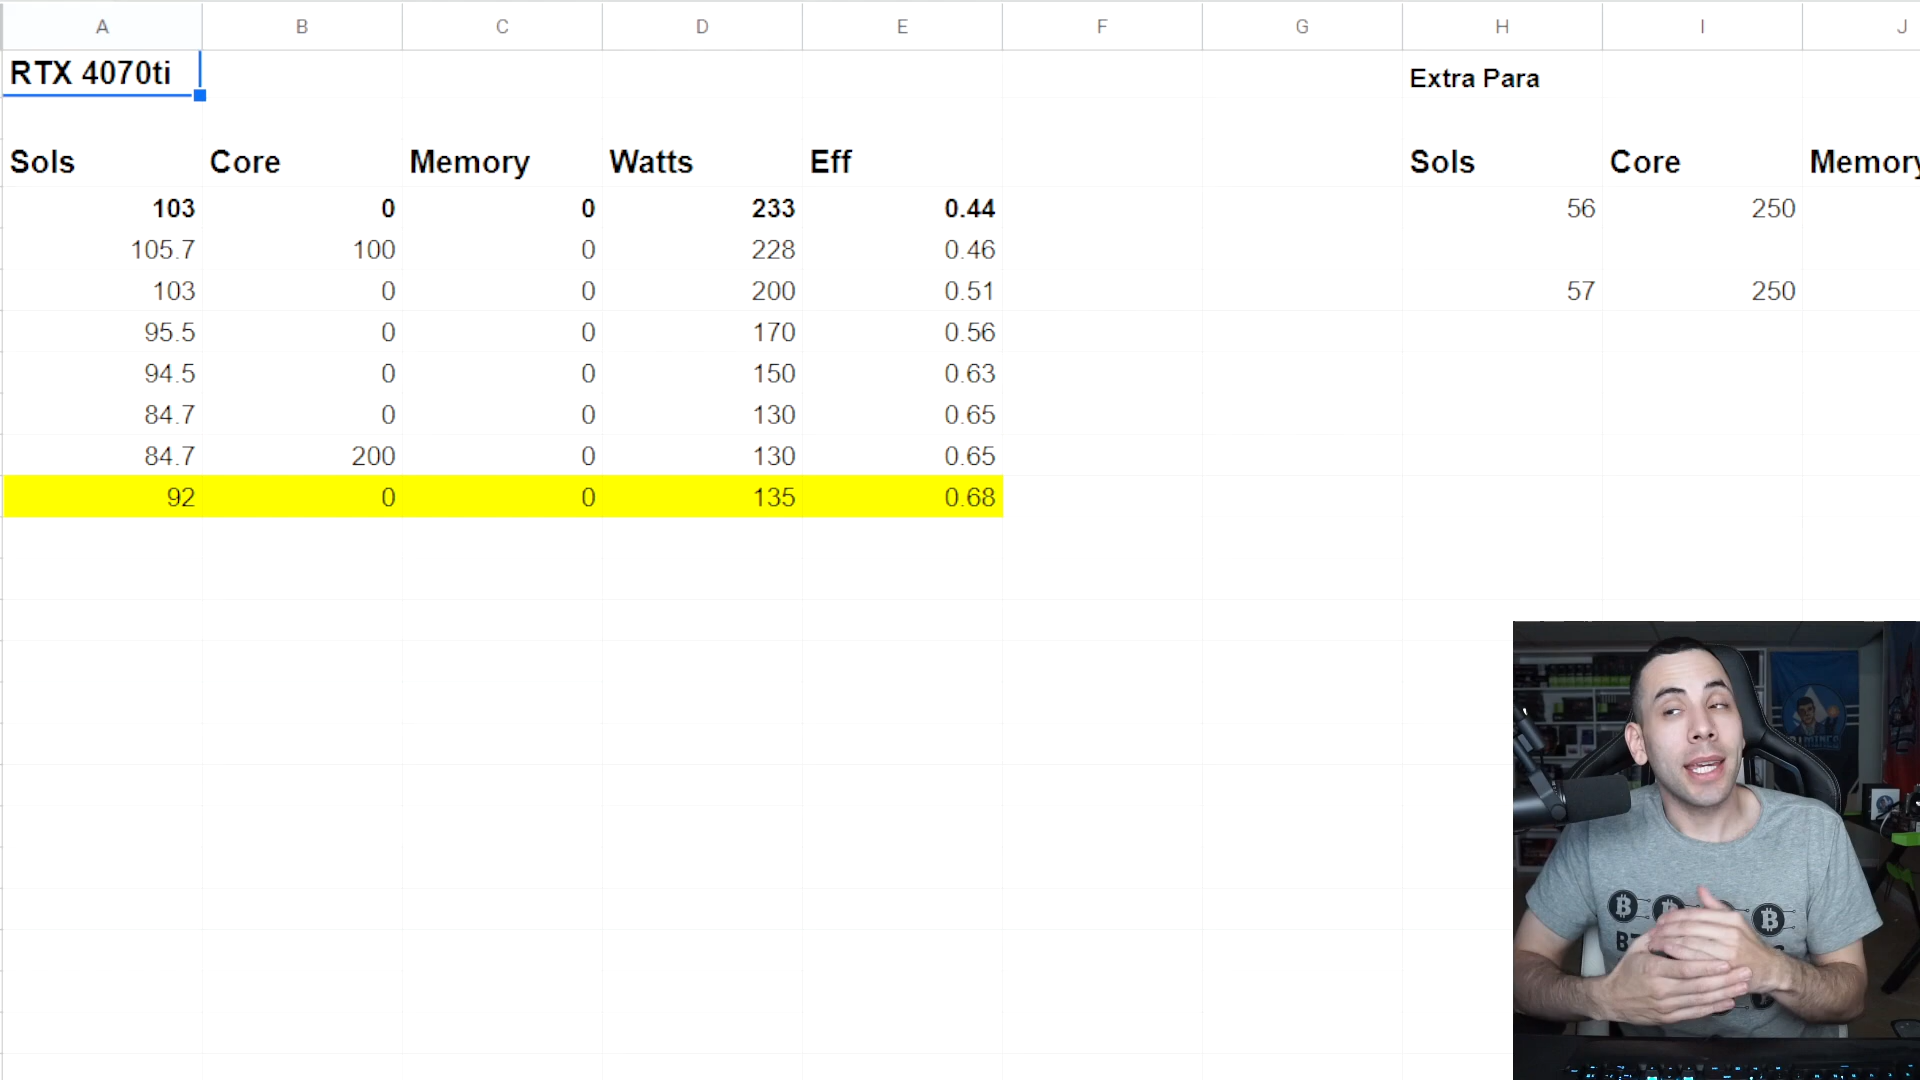 A B C D E F G H I J
RTX 4070ti Extra Para
Sols Core Memory Watts Eff Sols Core Memory
103 0 0 233 0.44 56 250
105.7 100 0 228 0.46
103 0 0 200 0.51 57 250
95.5 0 0 170 0.56
94.5 0 0 150 0.63
84.7 0 0 130 0.65
84.7 200 0 130 0.65
92 0 0 135 0.68